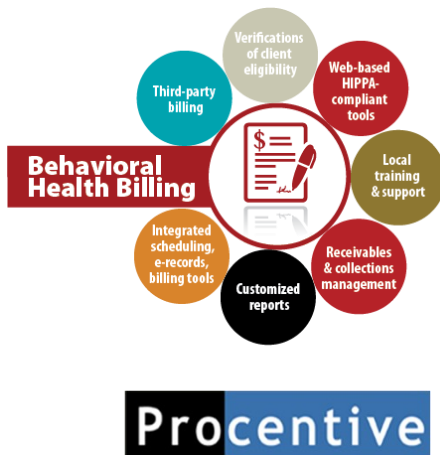 Verifications
of client
eligibility
Web-based
HIPPA-
compliant
tools
Third-party
billing
$
Behavioral
Health Billing
Local
training
& support
Integrated
scheduling,
e-records,
billing tools
Receivables
& collections
management
Customized
reports
Procentive